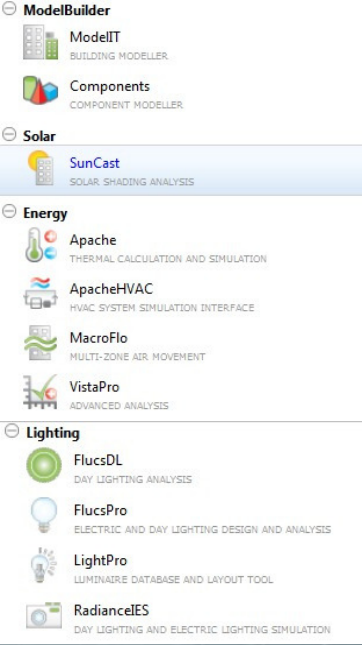 ModelBuilder
ModelIT
BUILDING MODELLER
Components
COMPONENT MODELLER
Solar
SunCast
SOLAR SHADING ANALYSIS
Energy
Apache
THERMAL CALCULATION AND SIMULATION
ApacheHVAC
HVAC SYSTEM SIMULATION INTERFACE
MacroFlo
MULTI-ZONE AIR MOVEMENT
VistaPro
ADVANCED ANALYSIS
Lighting
FlucsDL
DAY LIGHTING ANALYSIS
FlucsPro
ELECTRIC AND DAY LIGHTING DESIGN AND ANALYSIS
LightPro
LUMINAIRE DATABASE AND LAYOUT TOOL
RadianceIES
DAY LIGHTING AND ELECTRIC LIGHTING SIMULATION